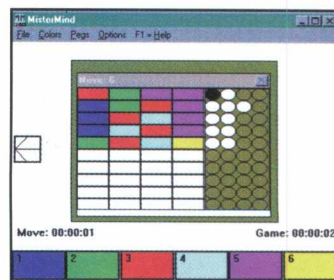 MisterMind
File Colors Pegs Options F1 = Help
Move: 6
Move: 00:00:01 Game: 00:00:02
1 2 3 4 5 6